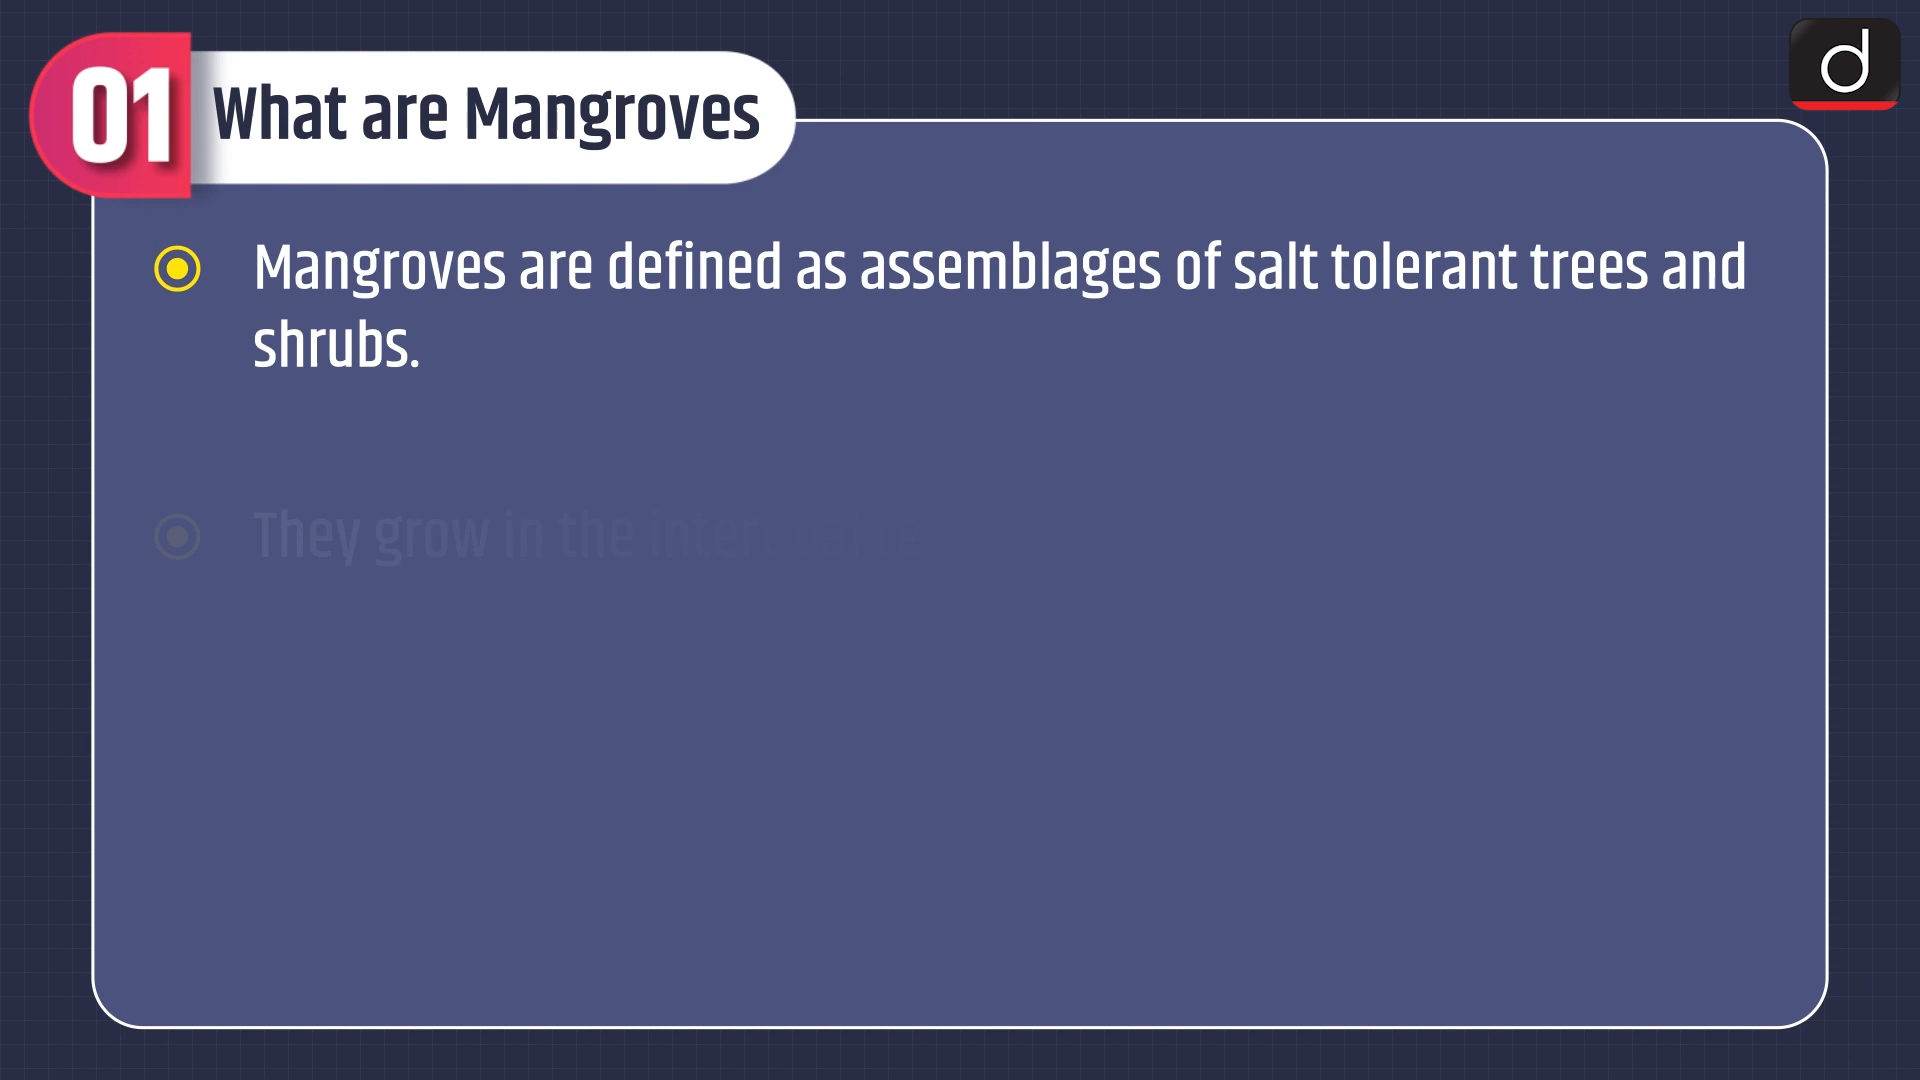 01
What are Mangroves
d
Mangroves are defined as assemblages of salt tolerant trees and
shrubs.
They grow in the